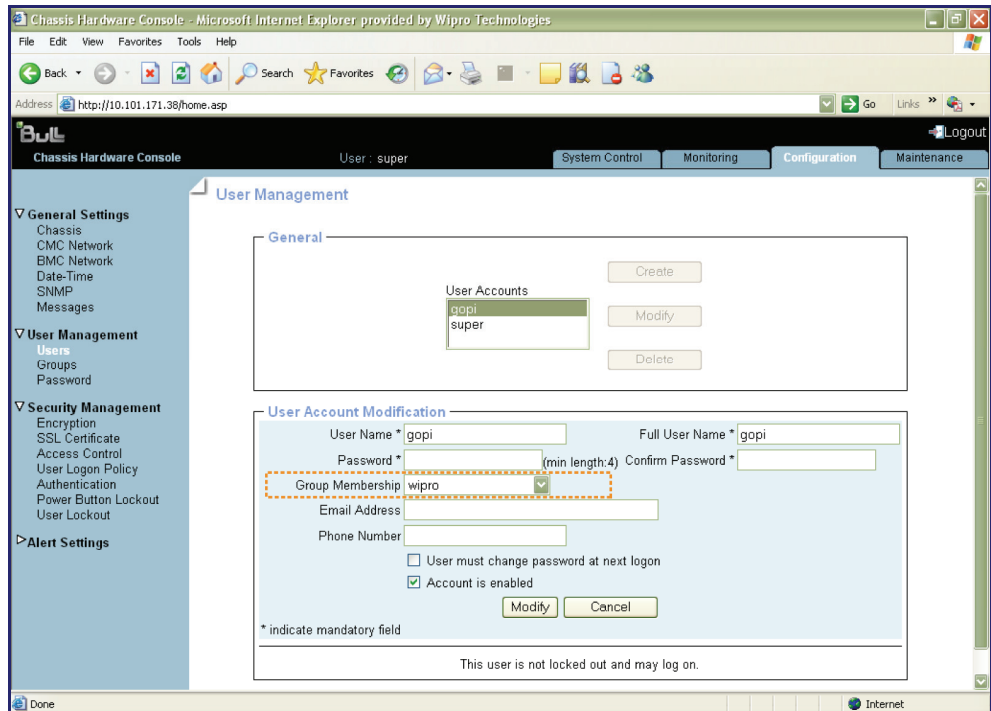 Chassis Hardware Console - Microsoft Internet Explorer provided by Wipro Technologies
File Edit View Favorites Tools Help
Back Search Favorites
Address http://10.101.171.38/home.asp Go Links »
Bull Logout
Chassis Hardware Console User : super System Control Monitoring Configuration Maintenance
General Settings
Chassis
CMC Network
BMC Network
Date-Time
SNMP
Messages
User Management
Users
Groups
Password
Security Management
Encryption
SSL Certificate
Access Control
User Logon Policy
Authentication
Power Button Lockout
User Lockout
Alert Settings
User Management
General
User Accounts
gopi
super
Create
Modify
Delete
User Account Modification
User Name * gopi Full User Name * gopi
Password * (min length:4) Confirm Password *
Group Membership wipro
Email Address
Phone Number
User must change password at next logon
Account is enabled
Modify Cancel
* indicate mandatory field
This user is not locked out and may log on.
Done Internet